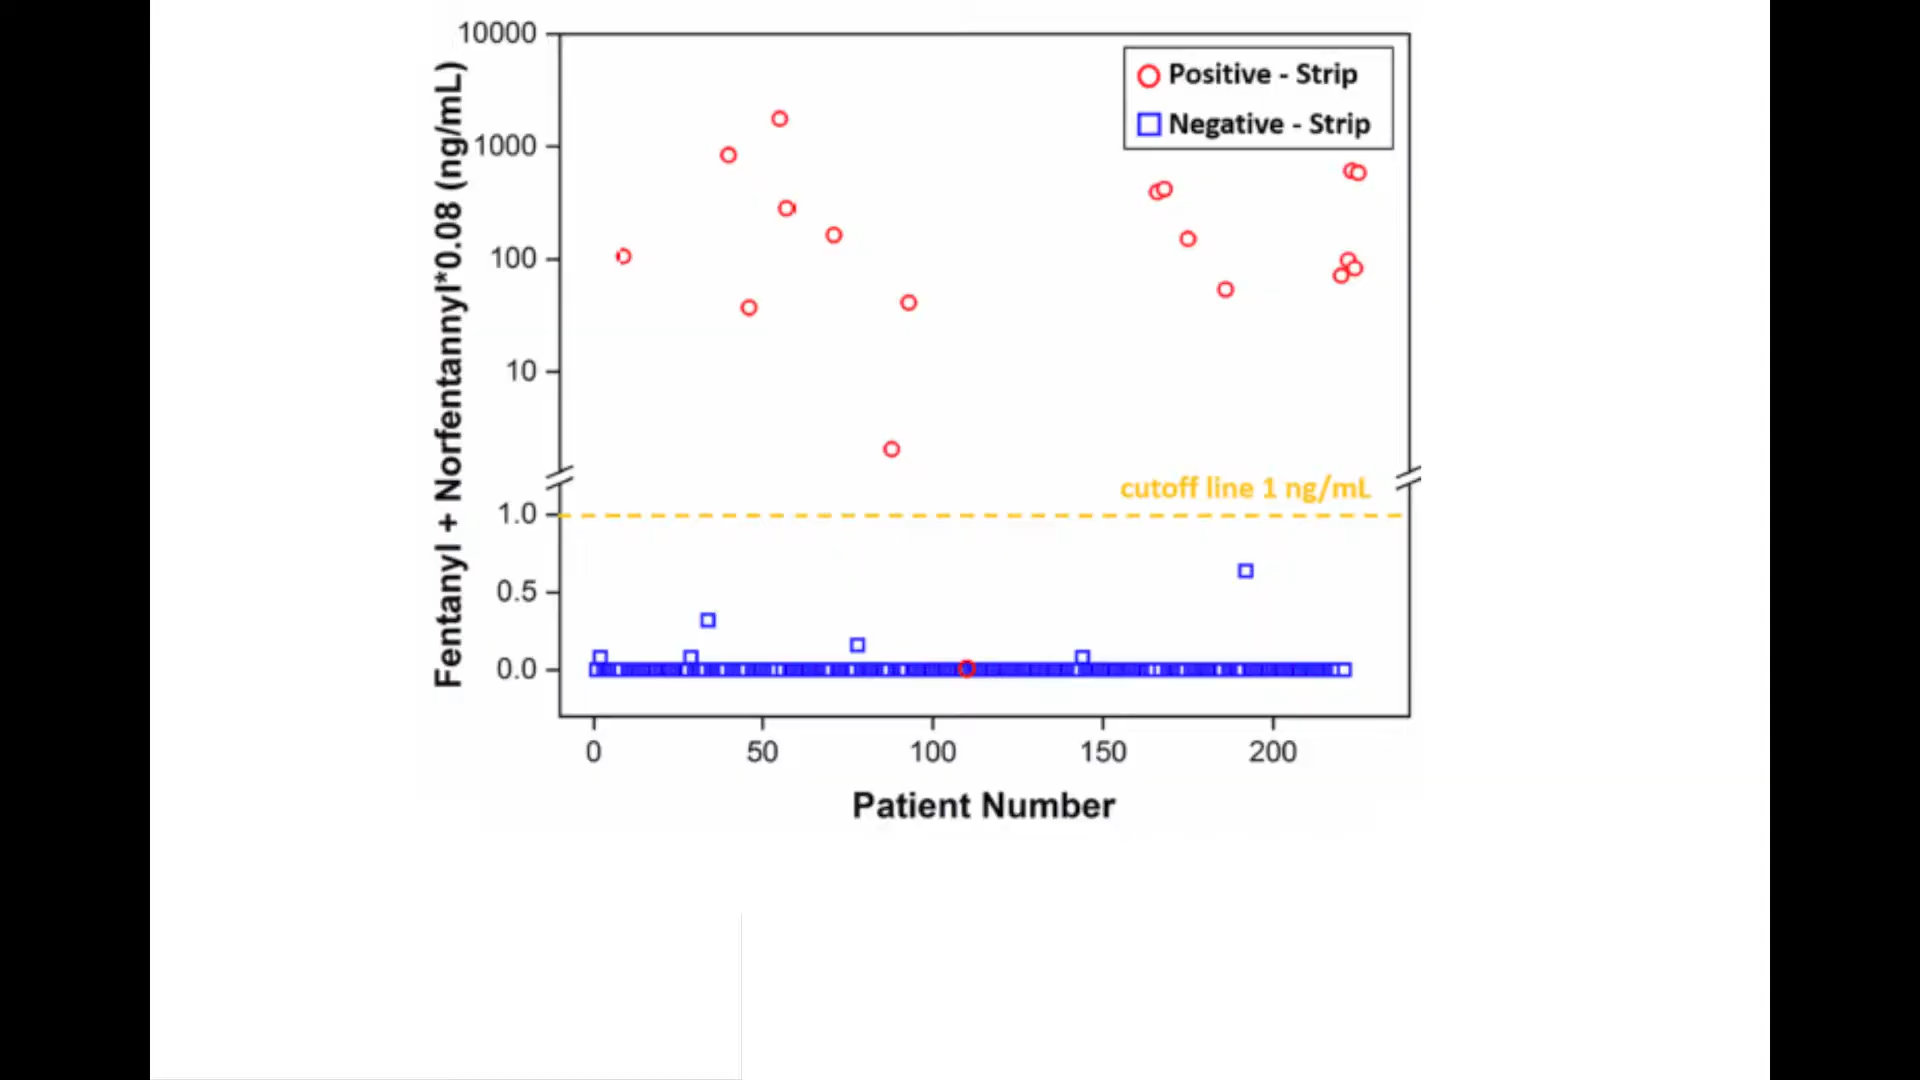 Fentanyl + Norfentannyl*0.08 (ng/mL)
10000
1000
100
10
1.0
0.5
0.0
Positive - Strip
Negative - Strip
cutoff line 1 ng/mL
0 50 100 150 200
Patient Number